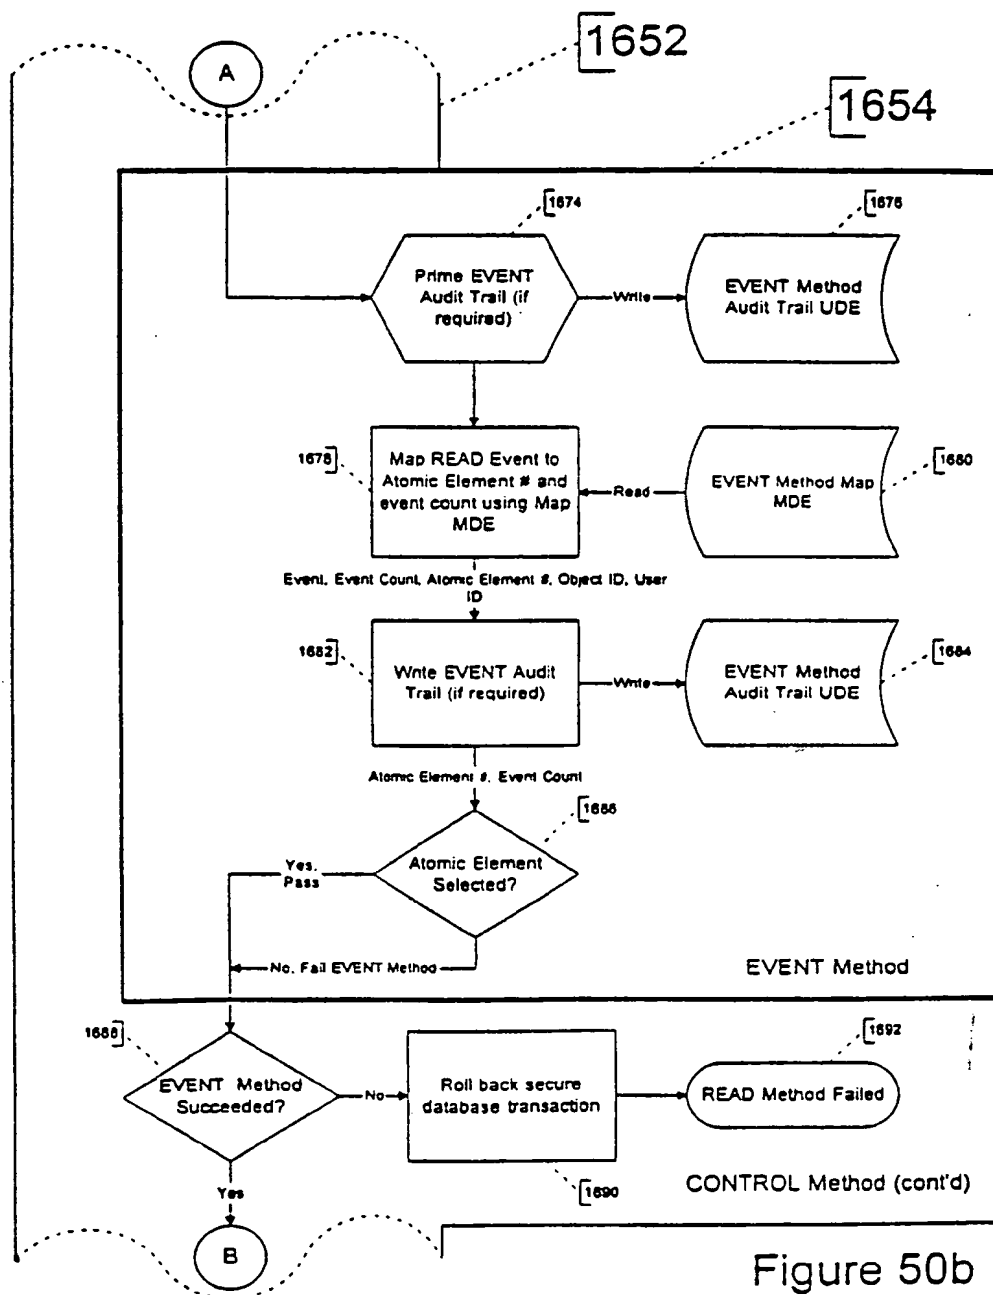 1652
A
1654
1674
1676
Prime EVENT
Audit Trail (if
required)
Write
EVENT Method
Audit Trail UDE
1678
Map READ Event to
Atomic Element # and
event count using Map
MDE
Read
EVENT Method Map
MDE
1680
Event, Event Count, Atomic Element #, Object ID, User
ID
1682
Write EVENT Audit
Trail (if required)
Write
EVENT Method
Audit Trail UDE
1684
Atomic Element #, Event Count
1686
Atomic Element
Selected?
Yes,
Pass
No, Fail EVENT Method
EVENT Method
1688
EVENT Method
Succeeded?
No
Roll back secure
database transaction
1692
READ Method Failed
1690
CONTROL Method (cont'd)
Yes
B
Figure 50b